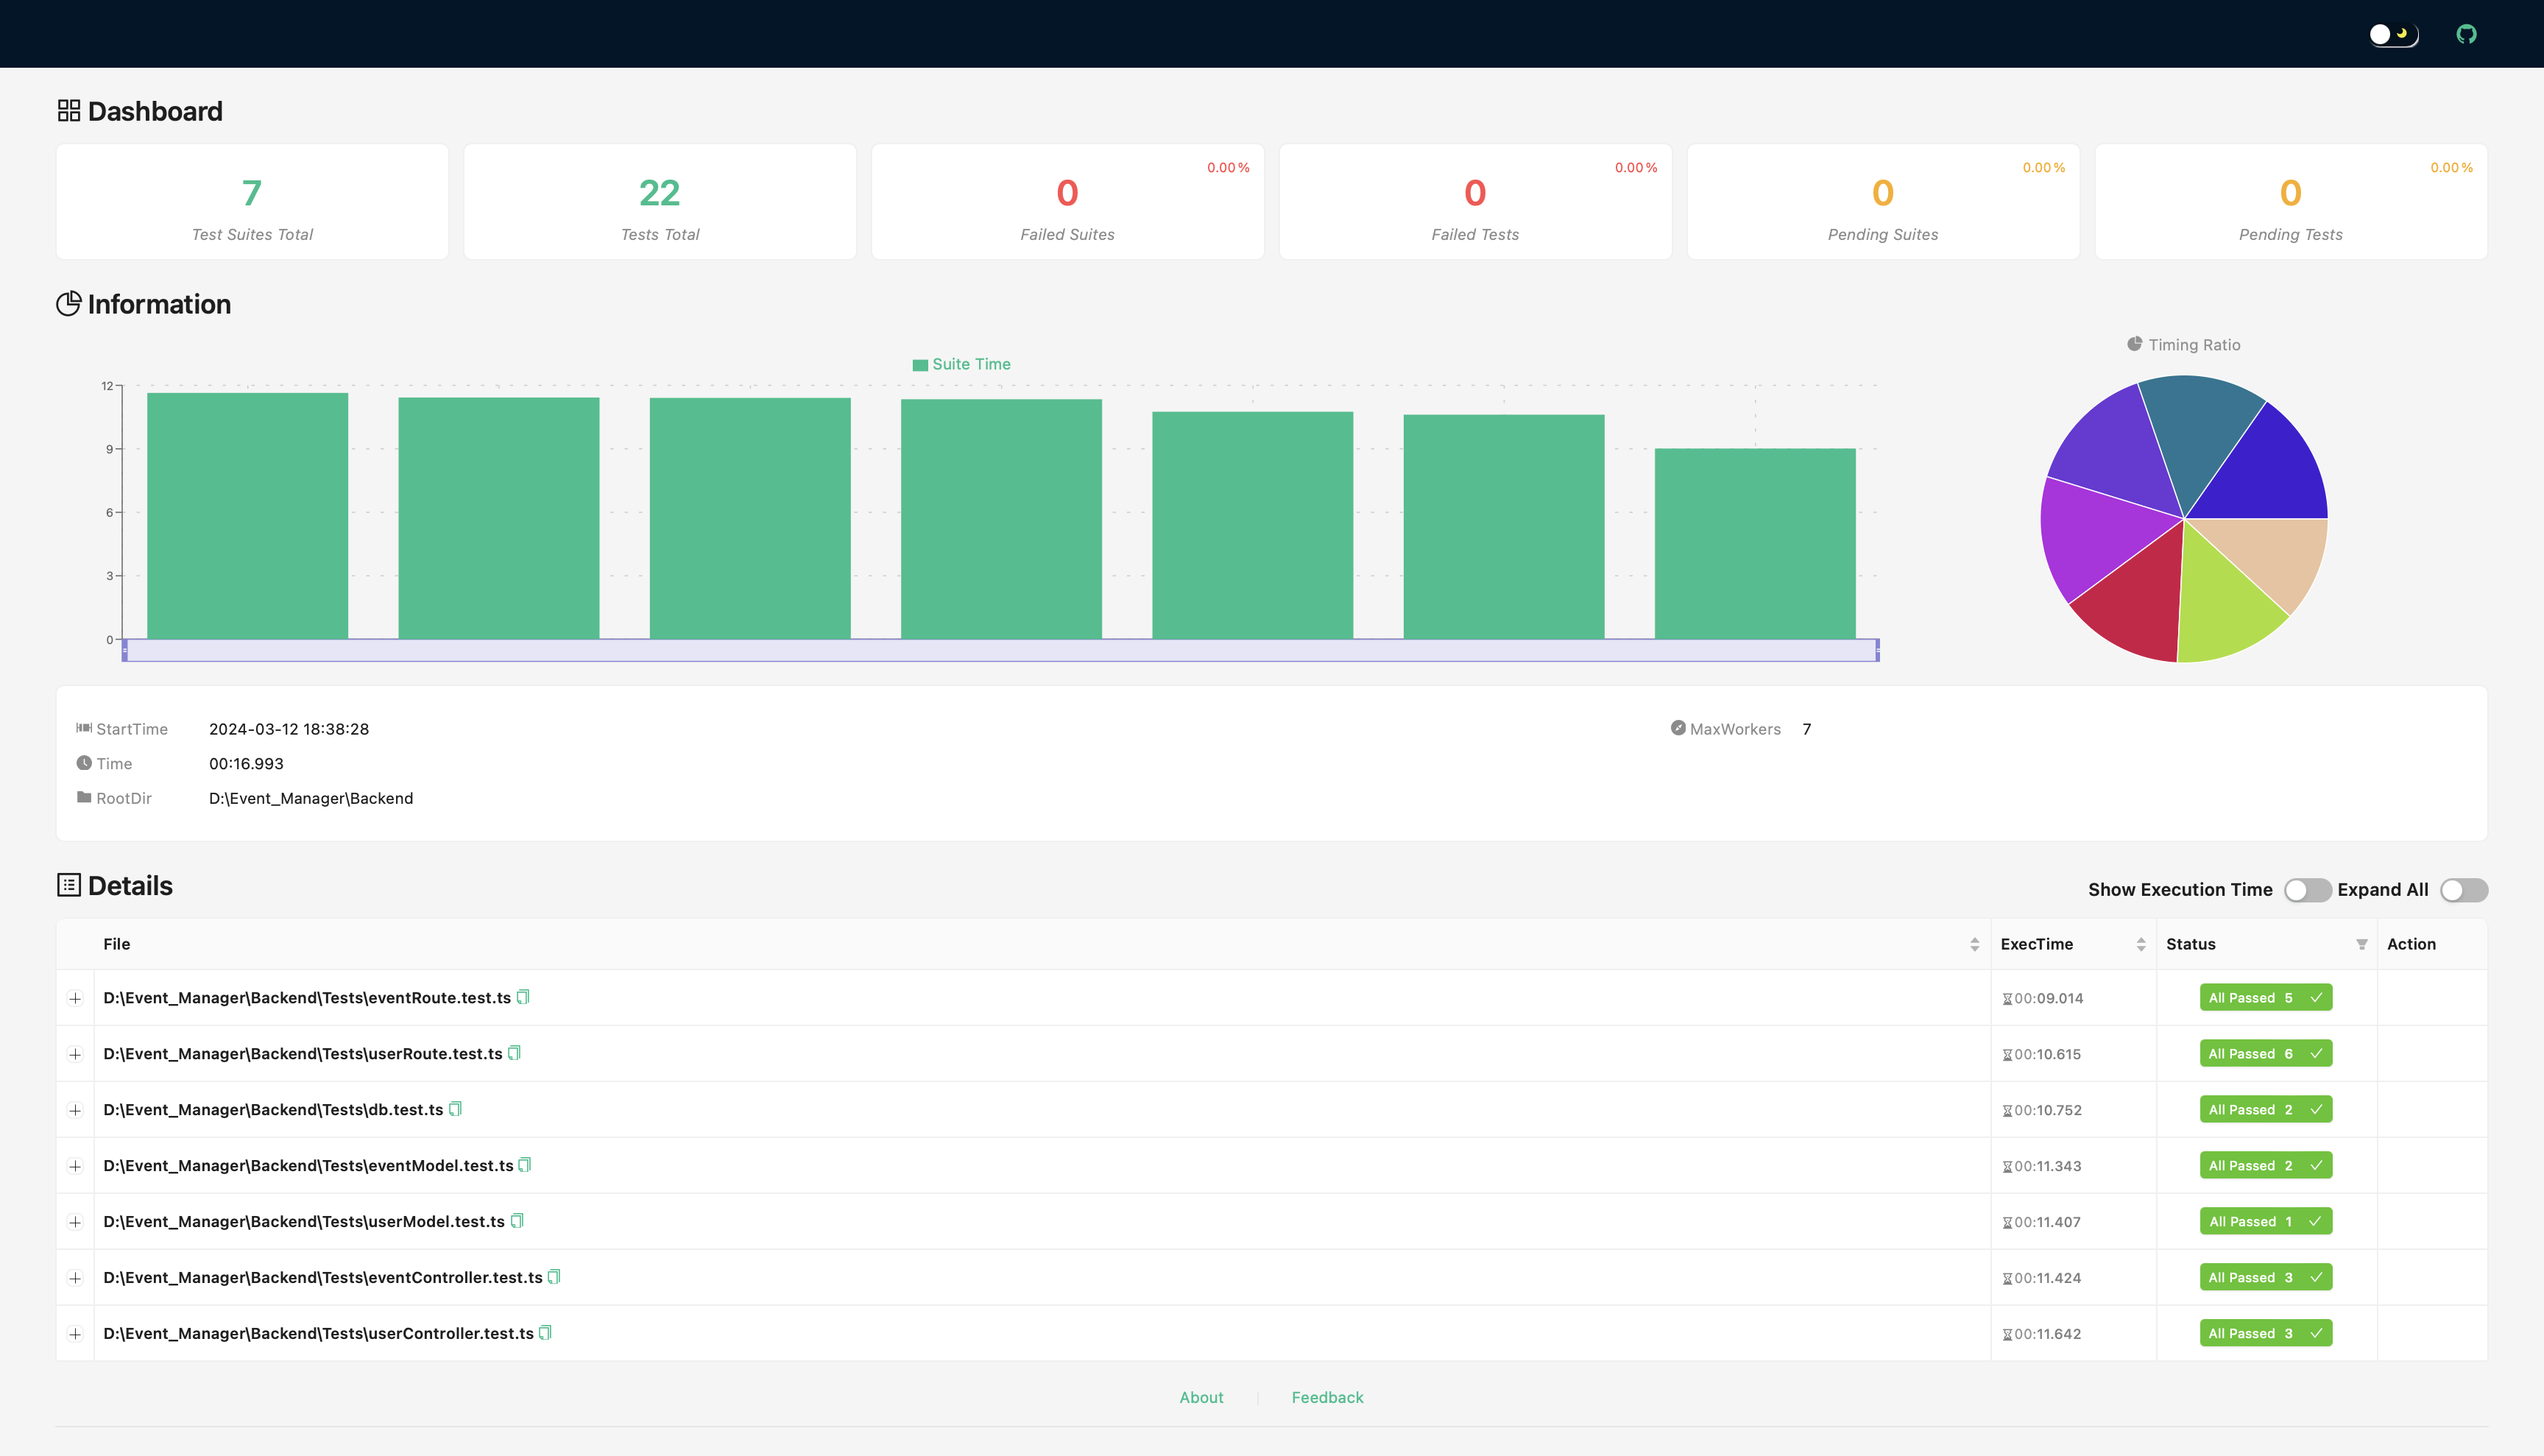 Dashboard
7
Test Suites Total
22
Tests Total
0.00%
0
Failed Suites
0.00%
0
Failed Tests
0.00%
0
Pending Suites
0.00%
0
Pending Tests
Information
Suite Time
12
9
6
3
0
Timing Ratio
StartTime 2024-03-12 18:38:28
MaxWorkers 7
Time 00:16.993
RootDir D:\Event_Manager\Backend
Details
Show Execution Time Expand All
File ExecTime Status Action
D:\Event_Manager\Backend\Tests\eventRoute.test.ts 00:09.014 All Passed 5
D:\Event_Manager\Backend\Tests\userRoute.test.ts 00:10.615 All Passed 6
D:\Event_Manager\Backend\Tests\db.test.ts 00:10.752 All Passed 2
D:\Event_Manager\Backend\Tests\eventModel.test.ts 00:11.343 All Passed 2
D:\Event_Manager\Backend\Tests\userModel.test.ts 00:11.407 All Passed 1
D:\Event_Manager\Backend\Tests\eventController.test.ts 00:11.424 All Passed 3
D:\Event_Manager\Backend\Tests\userController.test.ts 00:11.642 All Passed 3
About Feedback